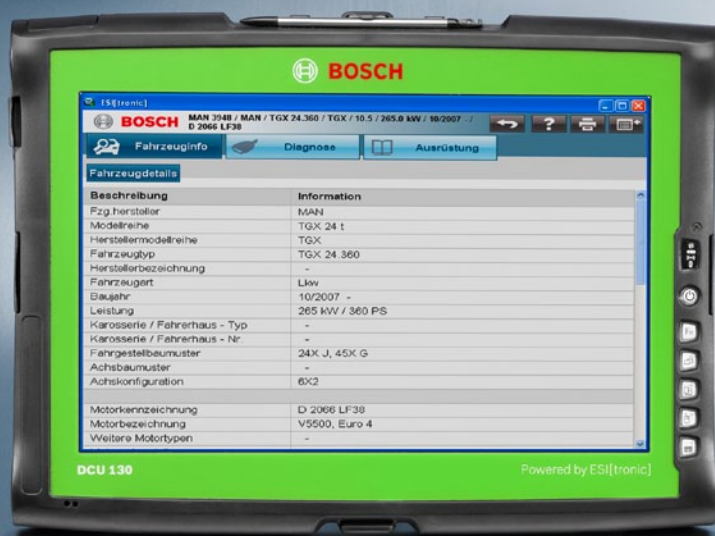 BOSCH
ESI[tronic]
BOSCH MAN 3948 / MAN / TGX 24.360 / TGX / 10.5 / 265.0 kW / 10/2007 - /
D 2066 LF38
?
Fahrzeuginfo Diagnose Ausrüstung
Fahrzeugdetails
Beschreibung Information
Fzg.hersteller MAN
Modellreihe TGX 24 t
Herstellermodellreihe TGX
Fahrzeugtyp TGX 24.360
Herstellerbezeichnung -
Fahrzeugart Lkw
Baujahr 10/2007 -
Leistung 265 kW / 360 PS
Karosserie / Fahrerhaus - Typ -
Karosserie / Fahrerhaus - Nr. -
Fahrgestellbaumuster 24X J, 45X G
Achsbaumuster -
Achskonfiguration 6X2
Motorkennzeichnung D 2066 LF38
Motorbezeichnung V5500, Euro 4
Weitere Motortypen -
DCU 130 Powered by ESI[tronic]